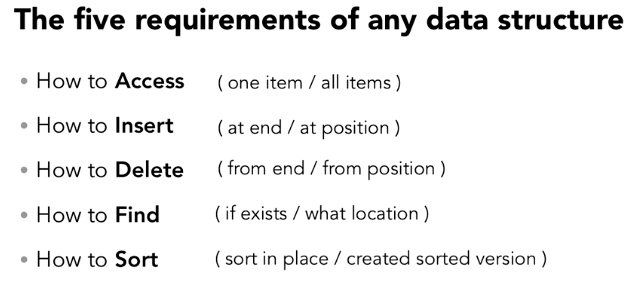 The five requirements of any data structure
• How to Access ( one item / all items )
• How to Insert ( at end / at position )
• How to Delete ( from end / from position )
• How to Find ( if exists / what location )
• How to Sort ( sort in place / created sorted version )